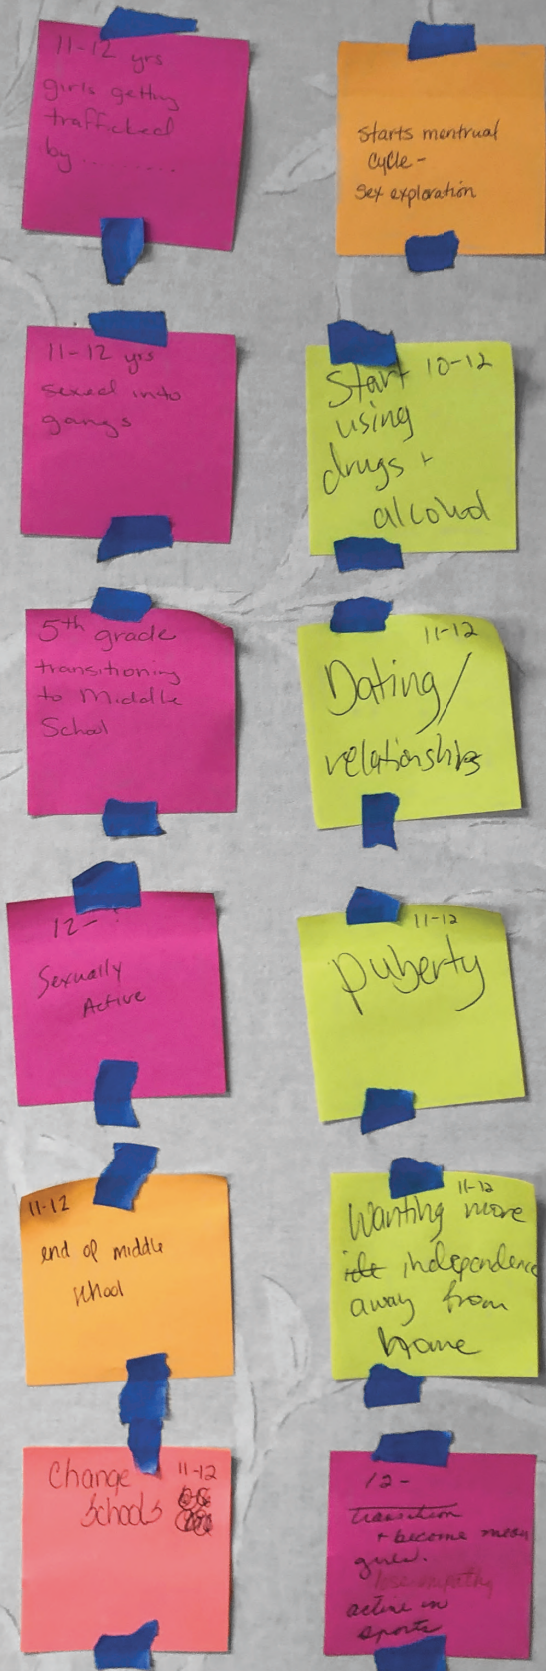 11-12 yrs
girls getting
trafficked
by.........
starts mentrual
cycle-
sex exploration
11-12 yrs
sexed into
gangs
Start 10-12
using
drugs +
alcohol
5th grade
transitioning
to Middle
School
11-12
Dating/
relationships
12-
Sexually
Active
11-12
puberty
11-12
end of middle
school
11-12
Wanting more
independence
away from
home
Change 11-12
Schools
12-
transition
+ become mean
girls.
lose empathy
active in
sports